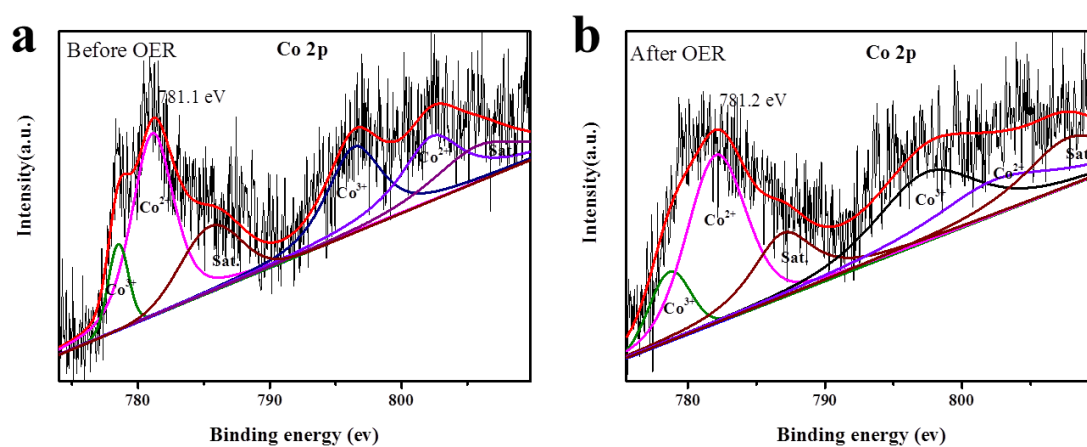 a
Before OER
Co 2p
781.1 eV
Co²⁺
Sat.
Co³⁺
Co³⁺
Co²⁺
Sat.
Intensity(a.u.)
780
790
800
Binding energy (ev)
b
After OER
Co 2p
781.2 eV
Co²⁺
Sat.
Co³⁺
Co³⁺
Co²⁺
Sat.
Intensity(a.u.)
780
790
800
Binding energy (ev)